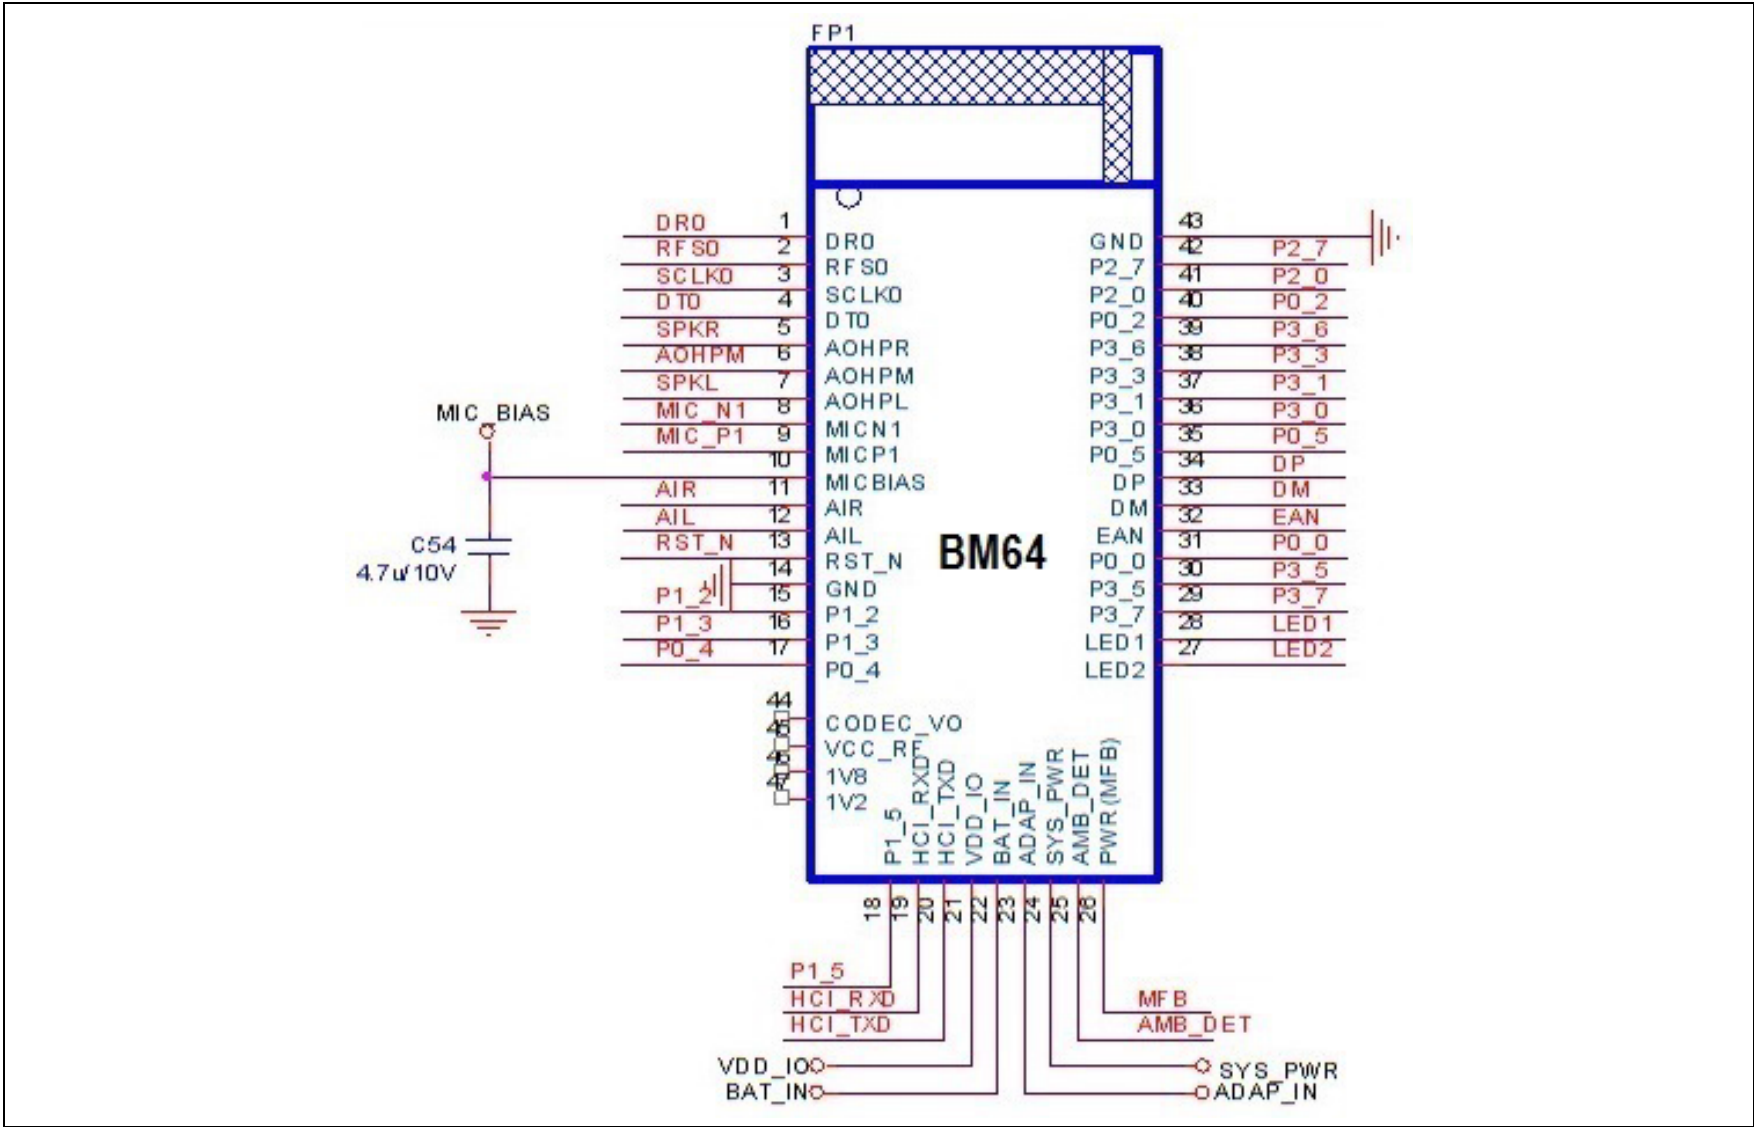 FP1
DR0 1 DR0
RFS0 2 RFS0
SCLK0 3 SCLK0
DT0 4 DT0
SPKR 5 AOHPR
AOHPM 6 AOHPM
SPKL 7 AOHPL
MIC_N1 8 MICN1
MIC_P1 9 MICP1
MIC_BIAS
10 MICBIAS
AIR 11 AIR
AIL 12 AIL
RST_N 13 RST_N
14 GND
P1_2 15 P1_2
P1_3 16 P1_3
P0_4 17 P0_4
C54
4.7u/10V
BM64
GND 43
P2_7 42 P2_7
P2_0 41 P2_0
P0_2 40 P0_2
P3_6 39 P3_6
P3_3 38 P3_3
P3_1 37 P3_1
P3_0 36 P3_0
P0_5 35 P0_5
DP 34 DP
DM 33 DM
EAN 32 EAN
P0_0 31 P0_0
P3_5 30 P3_5
P3_7 29 P3_7
LED1 28 LED1
LED2 27 LED2
44 CODEC_VO
VCC_RF
1V8
1V2
P1_5
HCI_RXD
HCI_TXD
VDD_IO
BAT_IN
ADAP_IN
SYS_PWR
AMB_DET
PWR(MFB)
18 19 20 21 22 23 24 25 26
P1_5
HCI_RXD
HCI_TXD
VDD_IO
BAT_IN
MFB
AMB_DET
SYS_PWR
ADAP_IN